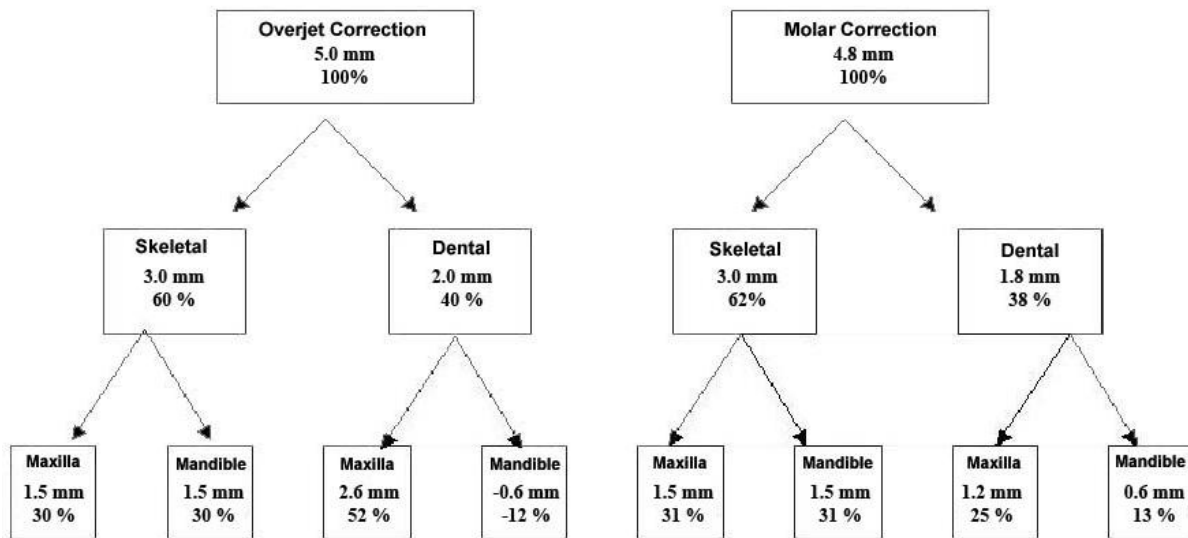 Overjet Correction
5.0 mm
100%
Molar Correction
4.8 mm
100%
Skeletal
3.0 mm
60 %
Dental
2.0 mm
40 %
Skeletal
3.0 mm
62%
Dental
1.8 mm
38 %
Maxilla
1.5 mm
30 %
Mandible
1.5 mm
30 %
Maxilla
2.6 mm
52 %
Mandible
-0.6 mm
-12 %
Maxilla
1.5 mm
31 %
Mandible
1.5 mm
31 %
Maxilla
1.2 mm
25 %
Mandible
0.6 mm
13 %